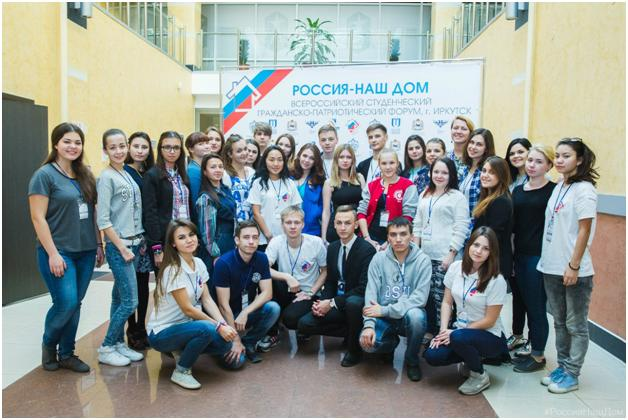 РОССИЯ-НАШ ДОМ
ВСЕРОССИЙСКИЙ СТУДЕНЧЕСКИЙ
ГРАЖДАНСКО-ПАТРИОТИЧЕСКИЙ ФОРУМ, г. ИРКУТСК
#РоссияНашДом